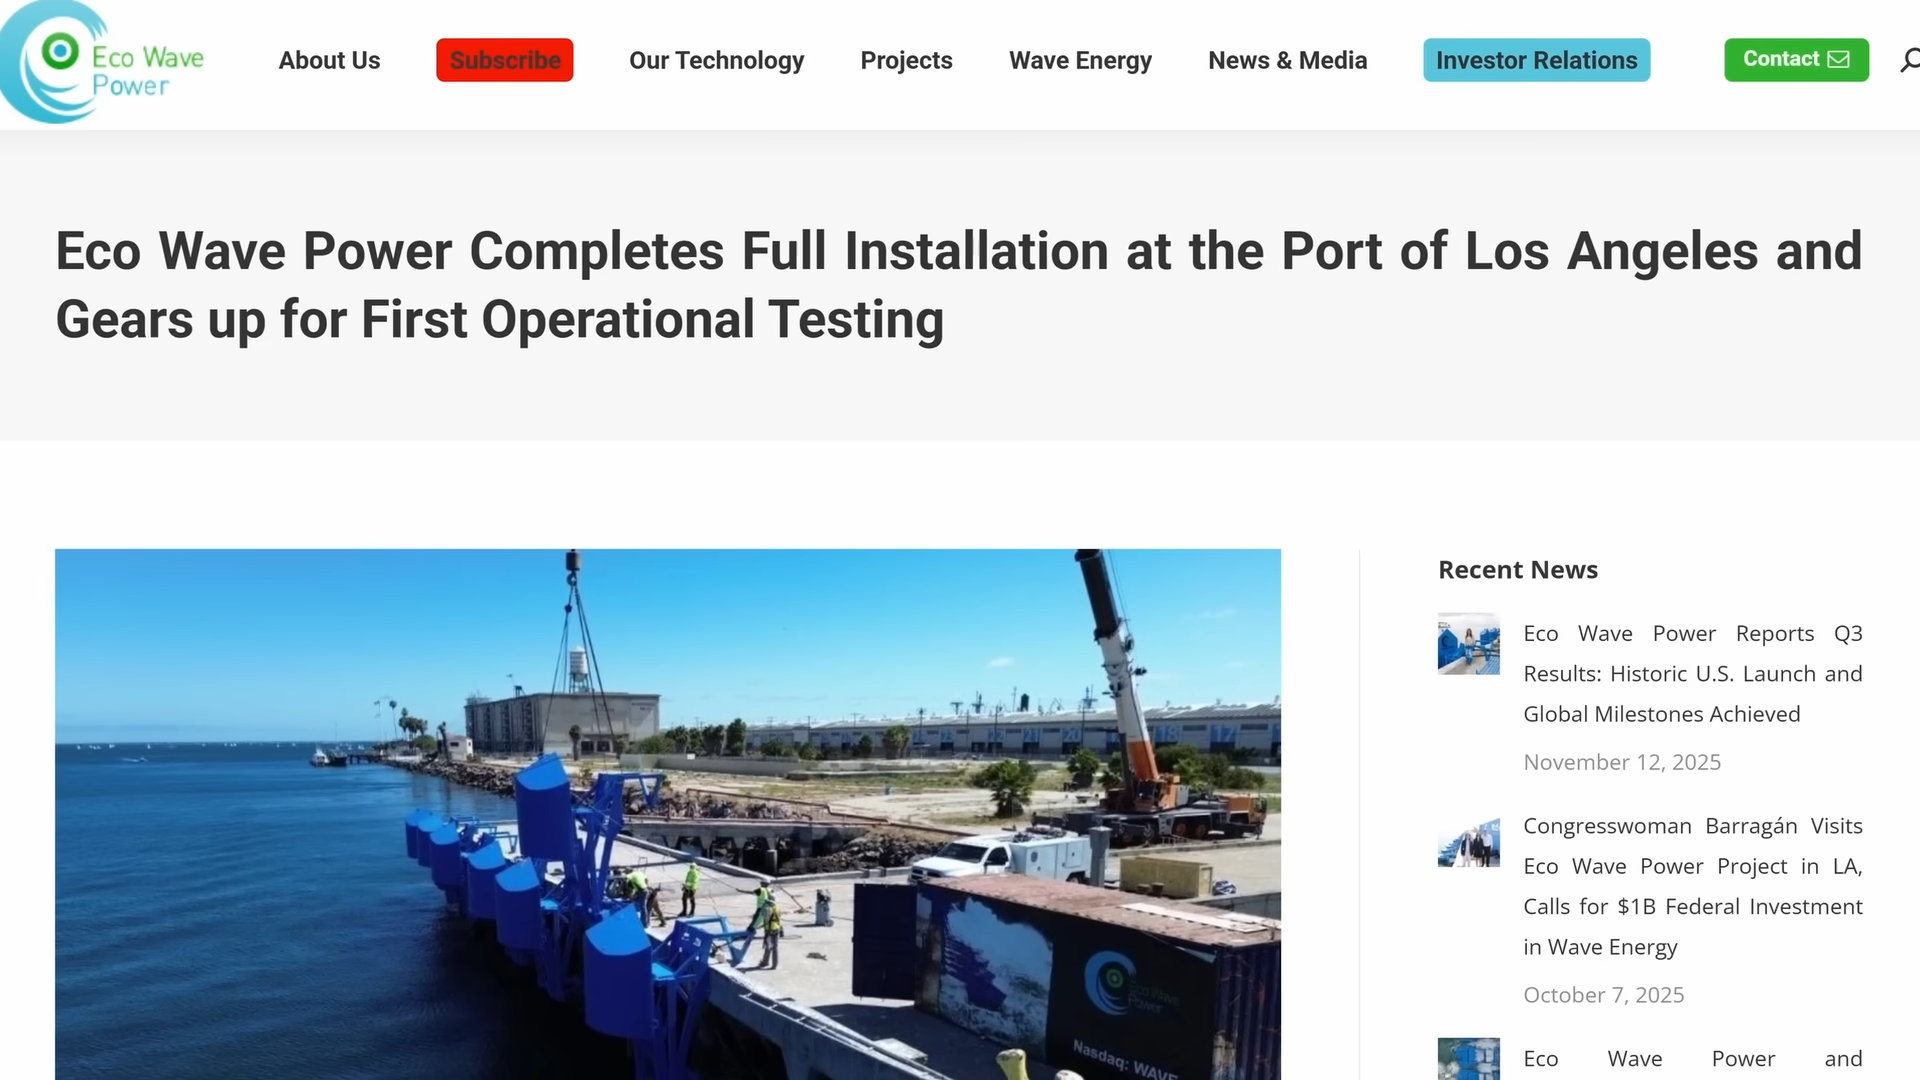 Eco Wave
Power
About Us
Subscribe
Our Technology
Projects
Wave Energy
News & Media
Investor Relations
Contact
Eco Wave Power Completes Full Installation at the Port of Los Angeles and
Gears up for First Operational Testing
Eco Wave
Power
Nasdaq: WAVE
Recent News
Eco Wave Power Reports Q3
Results: Historic U.S. Launch and
Global Milestones Achieved
November 12, 2025
Congresswoman Barragán Visits
Eco Wave Power Project in LA,
Calls for $1B Federal Investment
in Wave Energy
October 7, 2025
Eco Wave Power and